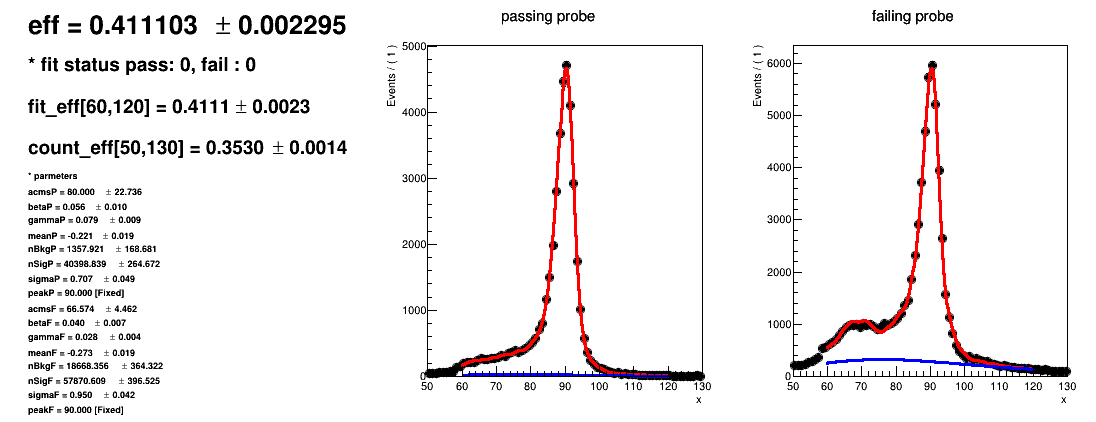 eff = 0.411103 ± 0.002295
* fit status pass: 0, fail : 0
fit_eff[60,120] = 0.4111 ± 0.0023
count_eff[50,130] = 0.3530 ± 0.0014
* parmeters
acmsP = 80.000 ± 22.736
betaP = 0.056 ± 0.010
gammaP = 0.079 ± 0.009
meanP = -0.221 ± 0.019
nBkgP = 1357.921 ± 168.681
nSigP = 40398.839 ± 264.672
sigmaP = 0.707 ± 0.049
peakP = 90.000 [Fixed]
acmsF = 66.574 ± 4.462
betaF = 0.040 ± 0.007
gammaF = 0.028 ± 0.004
meanF = -0.273 ± 0.019
nBkgF = 18668.356 ± 364.322
nSigF = 57870.609 ± 396.525
sigmaF = 0.950 ± 0.042
peakF = 90.000 [Fixed]
passing probe
Events / ( 1 )
5000
4000
3000
2000
1000
0
50 60 70 80 90 100 110 120 130
x
failing probe
Events / ( 1 )
6000
5000
4000
3000
2000
1000
0
50 60 70 80 90 100 110 120 130
x